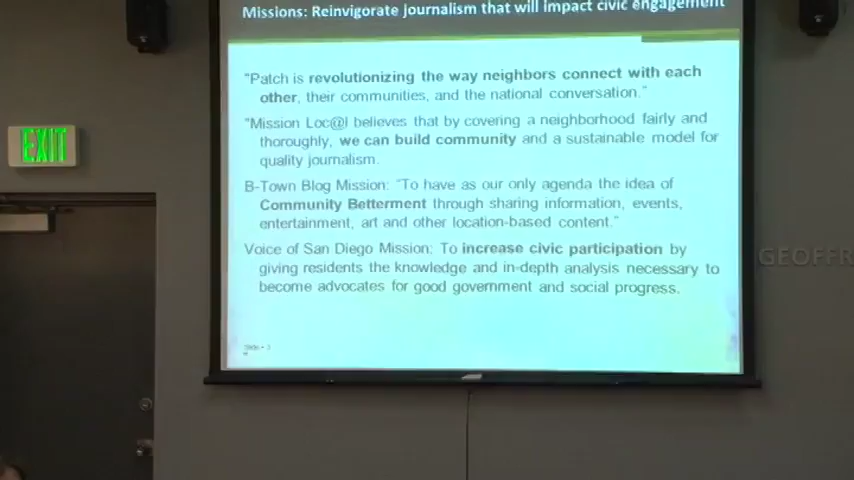 Missions: Reinvigorate journalism that will impact civic engagement
"Patch is revolutionizing the way neighbors connect with each
other, their communities, and the national conversation."
"Mission Loc@l believes that by covering a neighborhood fairly and
thoroughly, we can build community and a sustainable model for
quality journalism.
B-Town Blog Mission: "To have as our only agenda the idea of
Community Betterment through sharing information, events,
entertainment, art and other location-based content."
Voice of San Diego Mission: To increase civic participation by
giving residents the knowledge and in-depth analysis necessary to
become advocates for good government and social progress.
EXIT
GEOFFR